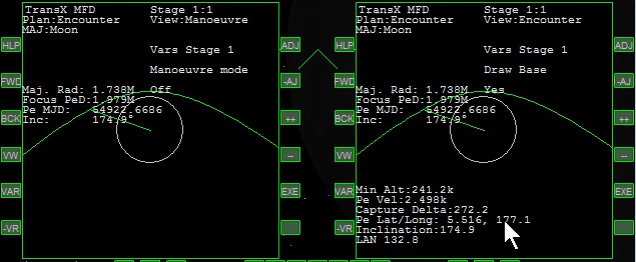 TransX MFD Stage 1:1
Plan:Encounter View:Manoeuvre
MAJ:Moon
Vars Stage 1
Manoeuvre mode
Maj. Rad: 1.738M Off
Focus PeD:1.979M
Pe MJD: 54922.6686
Inc: 174.9°
HLP
FWD
BCK
VW
VAR
-VR
ADJ
-AJ
++
--
EXE
TransX MFD Stage 1:1
Plan:Encounter View:Encounter
MAJ:Moon
Vars Stage 1
Draw Base
Maj. Rad: 1.738M Yes
Focus PeD:1.979M
Pe MJD: 54922.6686
Inc: 174.9°
Min Alt:241.2k
Pe Vel:2.498k
Capture Delta:272.2
Pe Lat/Long: 5.516, 177.1
Inclination:174.9
LAN 132.8
HLP
FWD
BCK
VW
VAR
-VR
ADJ
-AJ
++
--
EXE